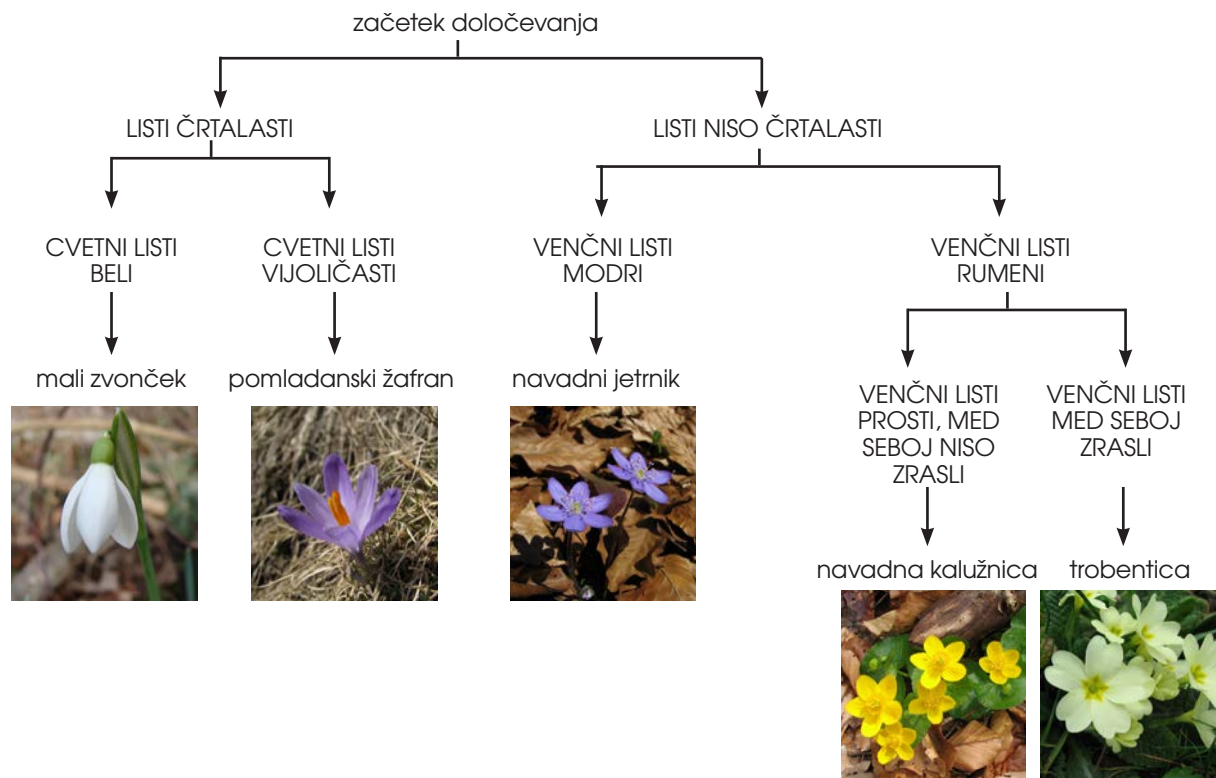 začetek določevanja
LISTI ČRTALASTI
LISTI NISO ČRTALASTI
CVETNI LISTI
BELI
CVETNI LISTI
VIJOLIČASTI
VENČNI LISTI
MODRI
VENČNI LISTI
RUMENI
mali zvonček
pomladanski žafran
navadni jetrnik
VENČNI LISTI
PROSTI, MED
SEBOJ NISO
ZRASLI
VENČNI LISTI
MED SEBOJ
ZRASLI
navadna kalužnica
trobentica